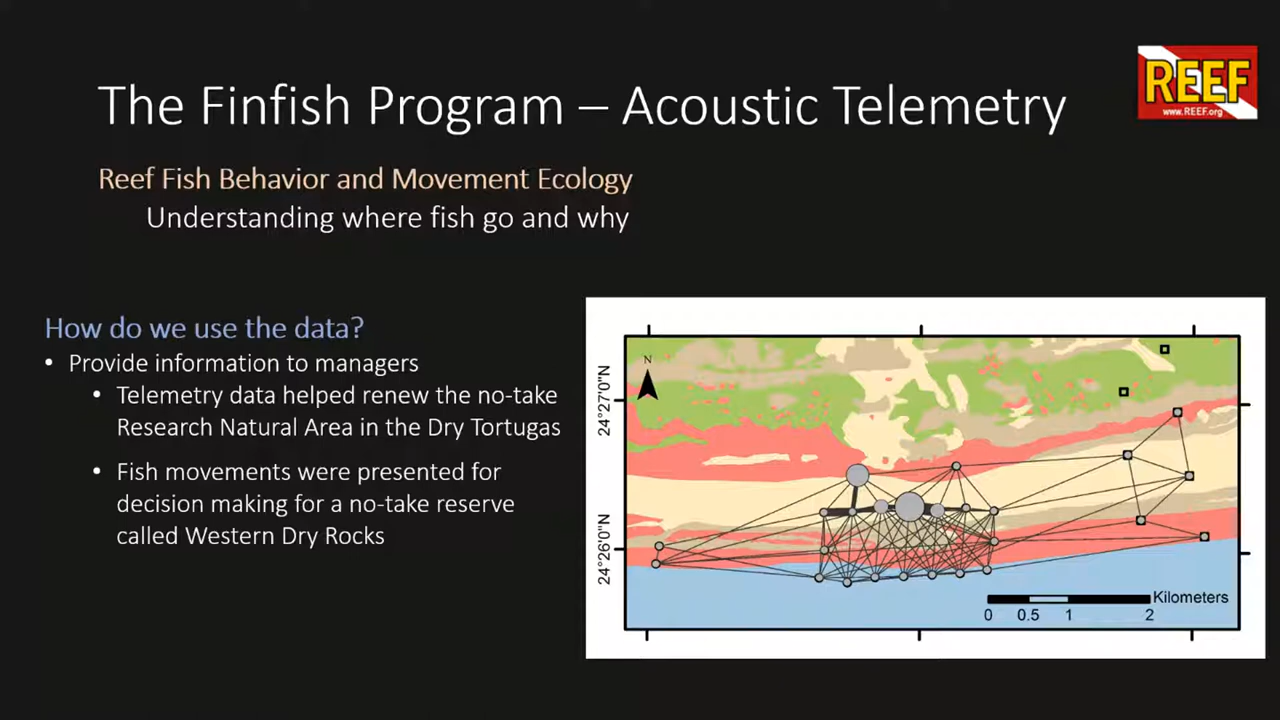 The Finfish Program – Acoustic Telemetry
REEF
www.REEF.org
Reef Fish Behavior and Movement Ecology
Understanding where fish go and why
How do we use the data?
• Provide information to managers
• Telemetry data helped renew the no-take
Research Natural Area in the Dry Tortugas
• Fish movements were presented for
decision making for a no-take reserve
called Western Dry Rocks
N
24°27'0"N
24°26'0"N
Kilometers
0 0.5 1 2